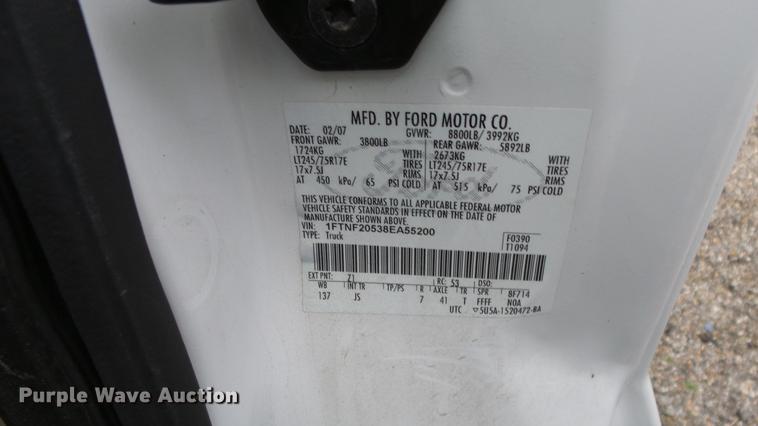 MFD. BY FORD MOTOR CO.
DATE: 02/07 GVWR: 8800LB/ 3992KG
FRONT GAWR: 3800LB REAR GAWR: 5892LB
1724KG WITH 2673KG WITH
LT245/75R17E TIRES LT245/75R17E TIRES
17x7.5J RIMS 17x7.5J RIMS
AT 450 kPa/ 65 PSI COLD AT 515 kPa/ 75 PSI COLD
THIS VEHICLE CONFORMS TO ALL APPLICABLE FEDERAL MOTOR
VEHICLE SAFETY STANDARDS IN EFFECT ON THE DATE OF
MANUFACTURE SHOWN ABOVE.
VIN: 1FTNF20538EA55200 F0390
TYPE: Truck T1094
EXT PNT: Z1 RC: 53 DSO:
WB INT TR TP/PS R AXLE TR SPR 8F714
137 JS 7 41 T FFFF N0A
UTC ▽5U5A-1520472-BA
Purple Wave Auction